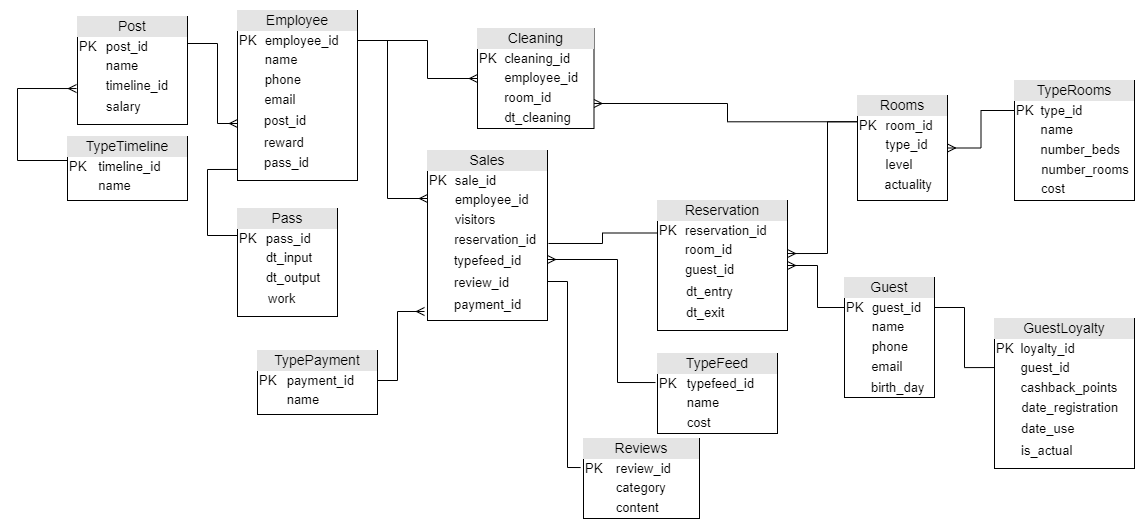 Post
PK post_id
name
timeline_id
salary
TypeTimeline
PK timeline_id
name
Employee
PK employee_id
name
phone
email
post_id
reward
pass_id
Pass
PK pass_id
dt_input
dt_output
work
TypePayment
PK payment_id
name
Cleaning
PK cleaning_id
employee_id
room_id
dt_cleaning
Sales
PK sale_id
employee_id
visitors
reservation_id
typefeed_id
review_id
payment_id
Reservation
PK reservation_id
room_id
guest_id
dt_entry
dt_exit
TypeFeed
PK typefeed_id
name
cost
Reviews
PK review_id
category
content
Rooms
PK room_id
type_id
level
actuality
TypeRooms
PK type_id
name
number_beds
number_rooms
cost
Guest
PK guest_id
name
phone
email
birth_day
GuestLoyalty
PK loyalty_id
guest_id
cashback_points
date_registration
date_use
is_actual